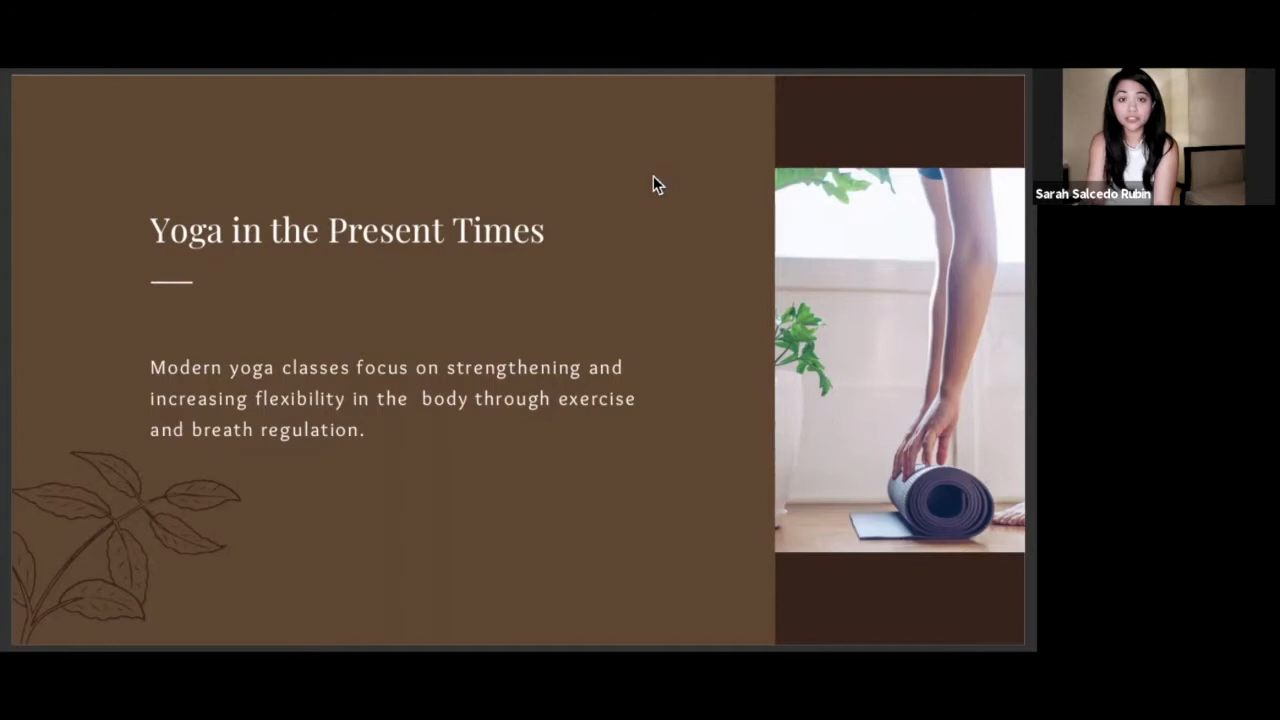 Yoga in the Present Times
Modern yoga classes focus on strengthening and
increasing flexibility in the body through exercise
and breath regulation.
Sarah Salcedo Rubin